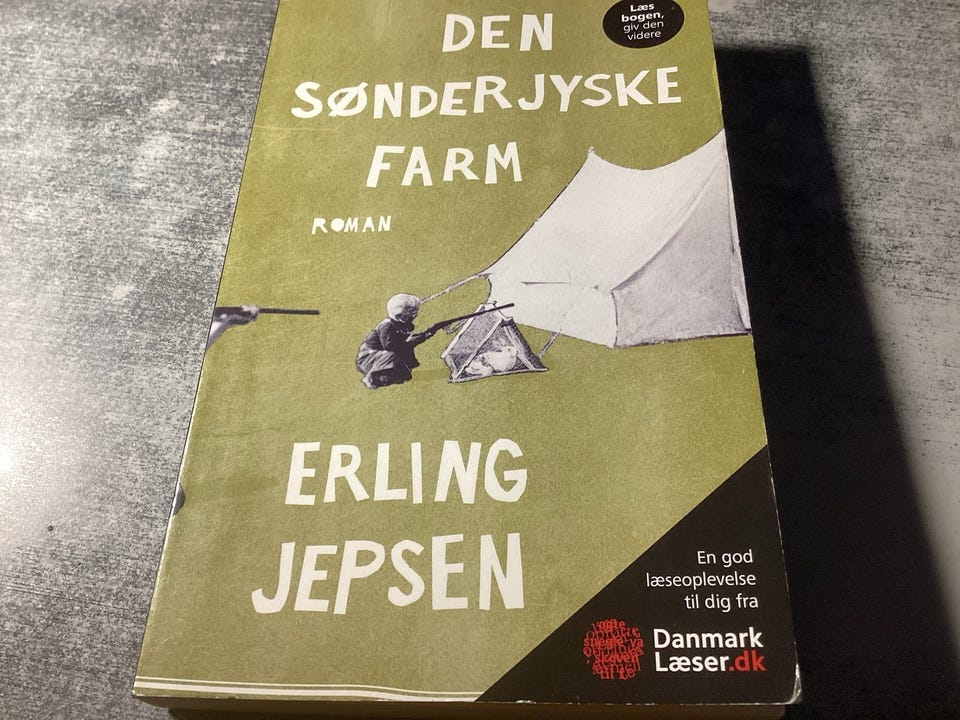 DEN
SØNDERJYSKE
FARM
ROMAN
Læs
bogen,
giv den
videre
ERLING
JEPSEN
En god
læseoplevelse
til dig fra
Danmark
Læser.dk